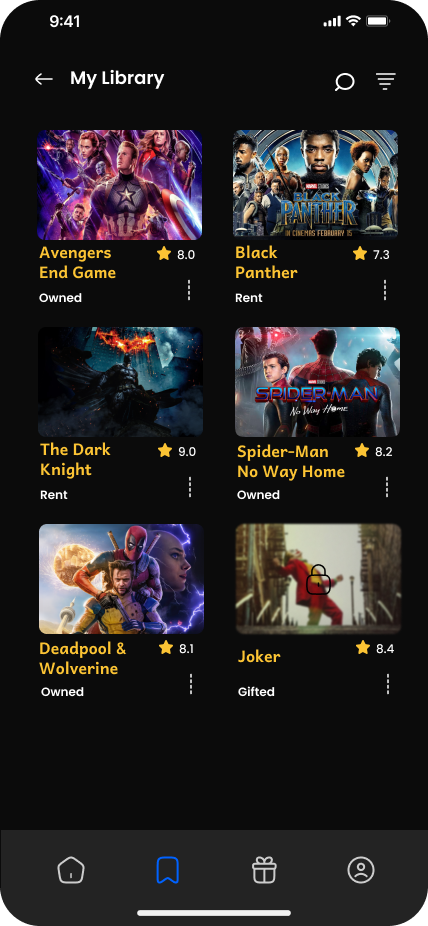 9:41
My Library
MARVEL STUDIOS
BLACK
PANTHER
IN CINEMAS FEBRUARY 15
Avengers
End Game
8.0
Owned
Black
Panther
7.3
Rent
MARVEL STUDIOS
SPIDER-MAN
No Way Home
The Dark
Knight
9.0
Rent
Spider-Man
No Way Home
8.2
Owned
Deadpool &
Wolverine
8.1
Owned
Joker
8.4
Gifted